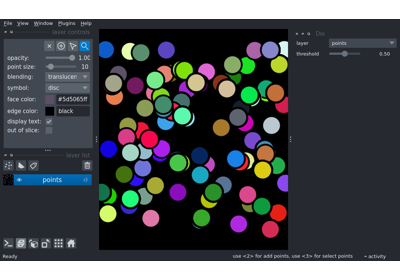 File View Window Plugins Help
layer controls
opacity: 1.00
point size: 10
blending: translucen
symbol: disc
face color: #5d5065ff
edge color: black
display text:
out of slice:
layer list
points
Do
layer points
threshold 0.50
Ready use <2> for add points, use <3> for select points activity